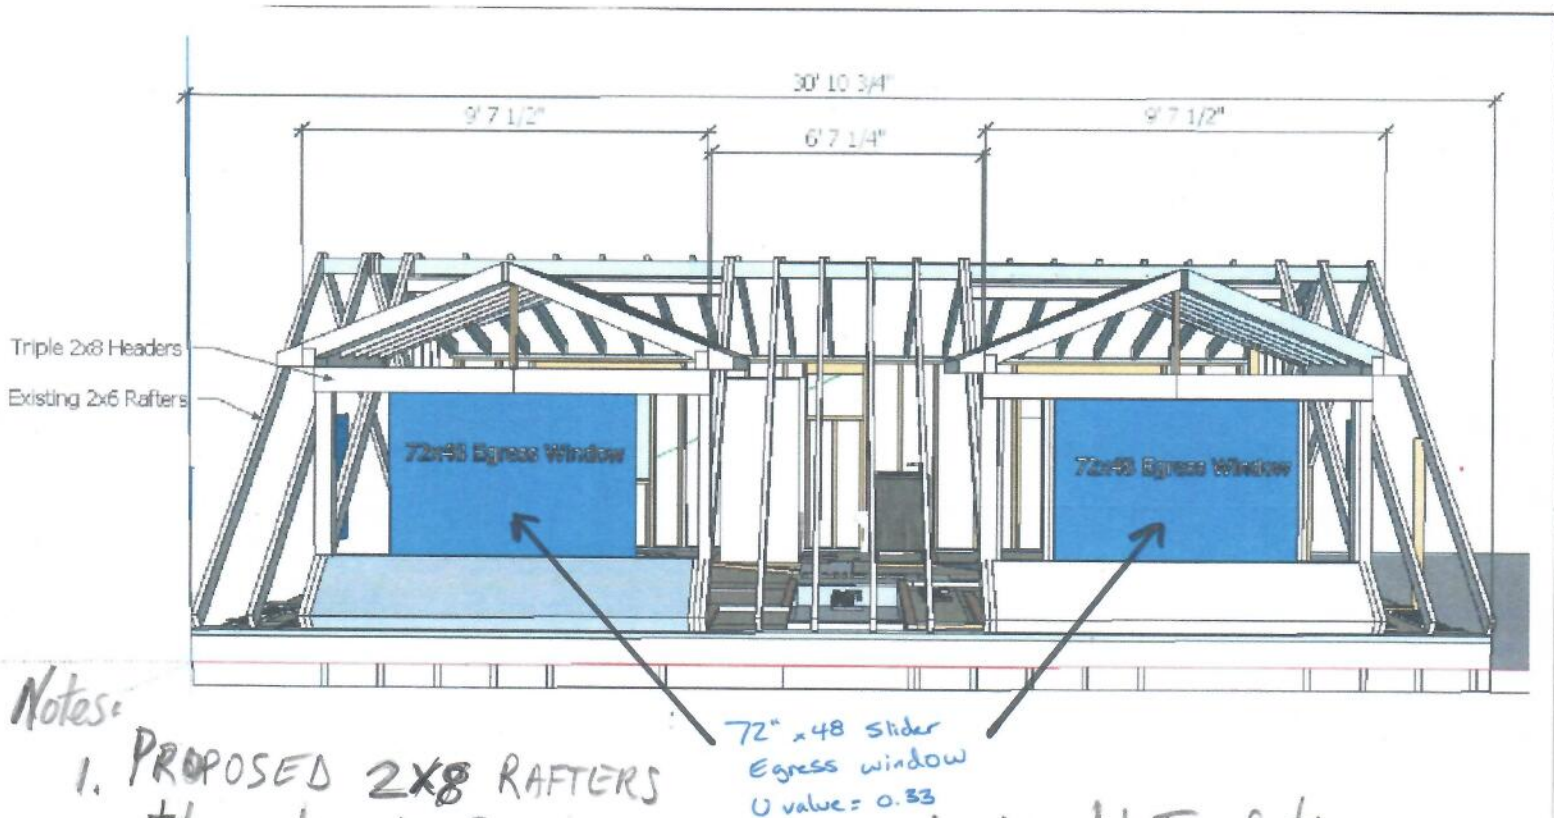 30' 10 3/4"
9' 7 1/2"
9' 7 1/2"
6' 7 1/4"
Triple 2x8 Headers
Existing 2x6 Rafters
72x48 Egress Window
72x48 Egress Window
Notes:
72" x 48 slider
Egress window
U value = 0.33
1. PROPOSED 2X8 RAFTERS